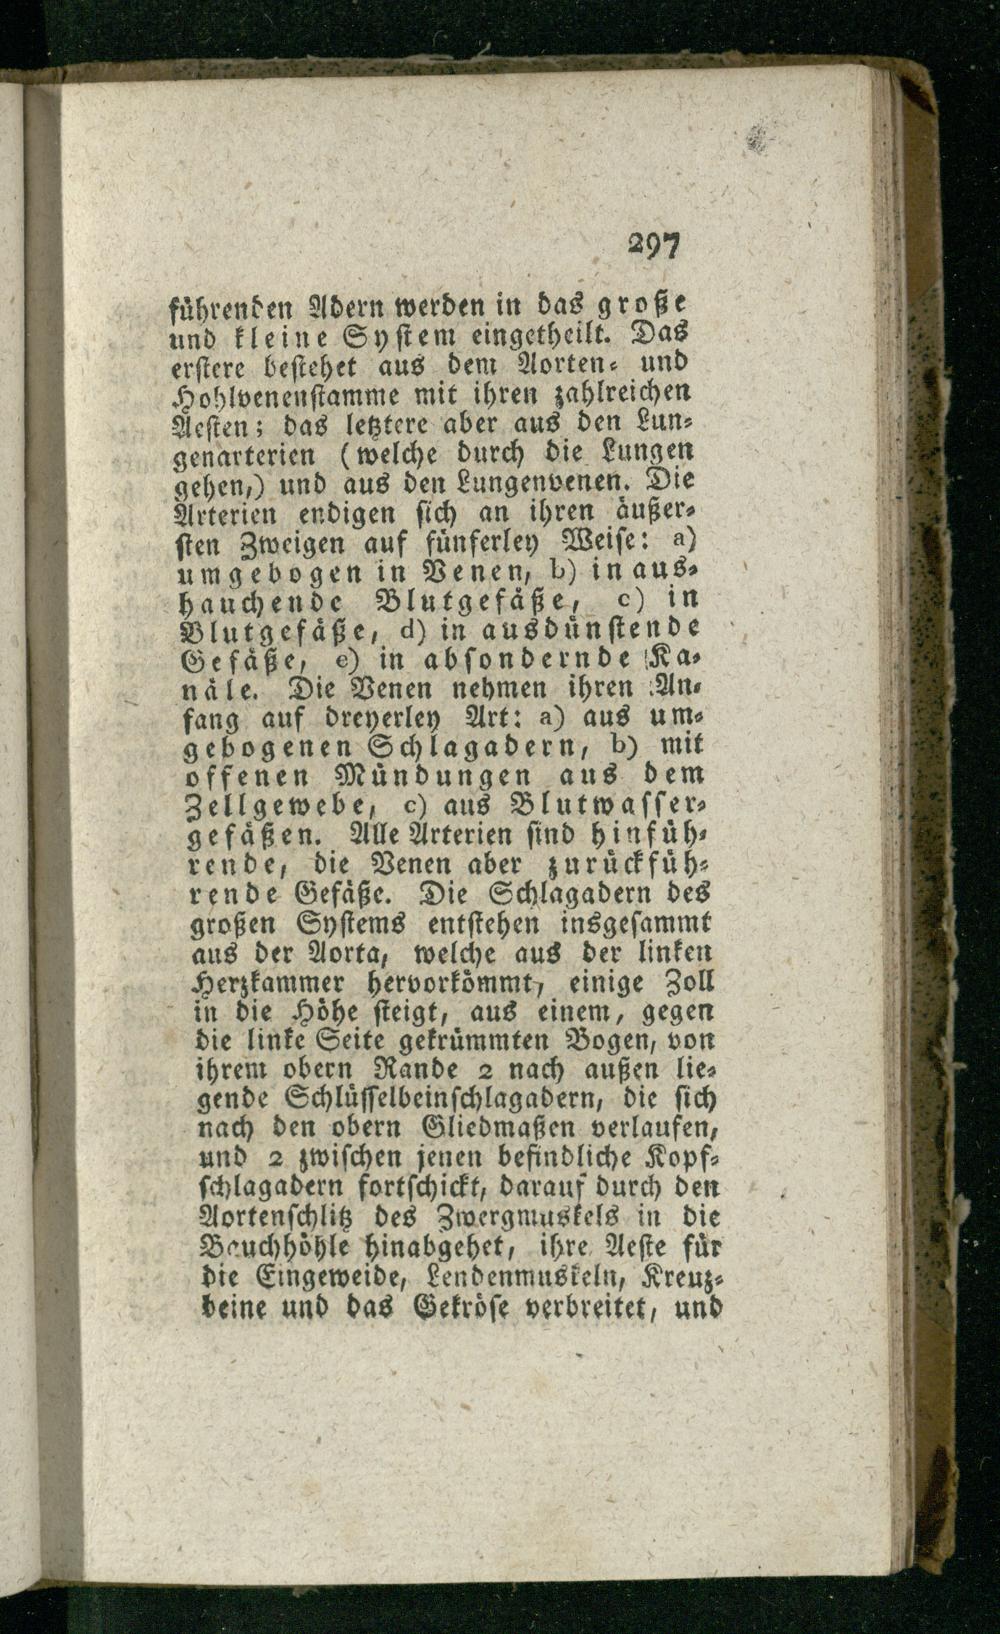 297
führenden Adern werden in das große
und kleine System eingetheilt. Das
erstere bestehet aus dem Aorten- und
Hohlvenenstamme mit ihren zahlreichen
Aesten; das letztere aber aus den Lun-
genarterien (welche durch die Lungen
gehen,) und aus den Lungenvenen. Die
Arterien endigen sich an ihren äußer-
sten Zweigen auf fünferley Weise: a)
umgebogen in Venen, b) in aus-
hauchende Blutgefäße, c) in
Blutgefäße, d) in ausdünstende
Gefäße, e) in absondernde Ka-
näle. Die Venen nehmen ihren An-
fang auf dreyerley Art: a) aus um-
gebogenen Schlagadern, b) mit
offenen Mündungen aus dem
Zellgewebe, c) aus Blutwasser-
gefäßen. Alle Arterien sind hinfüh-
rende, die Venen aber zurückfüh-
rende Gefäße. Die Schlagadern des
großen Systems entstehen insgesammt
aus der Aorta, welche aus der linken
Herzkammer hervorkömmt, einige Zoll
in die Höhe steigt, aus einem, gegen
die linke Seite gekrümmten Bogen, von
ihrem obern Rande 2 nach außen lie-
gende Schlüsselbeinschlagadern, die sich
nach den obern Gliedmaßen verlaufen,
und 2 zwischen jenen befindliche Kopf-
schlagadern fortschickt, darauf durch den
Aortenschlitz des Zwergmuskels in die
Bauchhöhle hinabgehet, ihre Aeste für
die Eingeweide, Lendenmuskeln, Kreuz-
beine und das Gekröse verbreitet, und